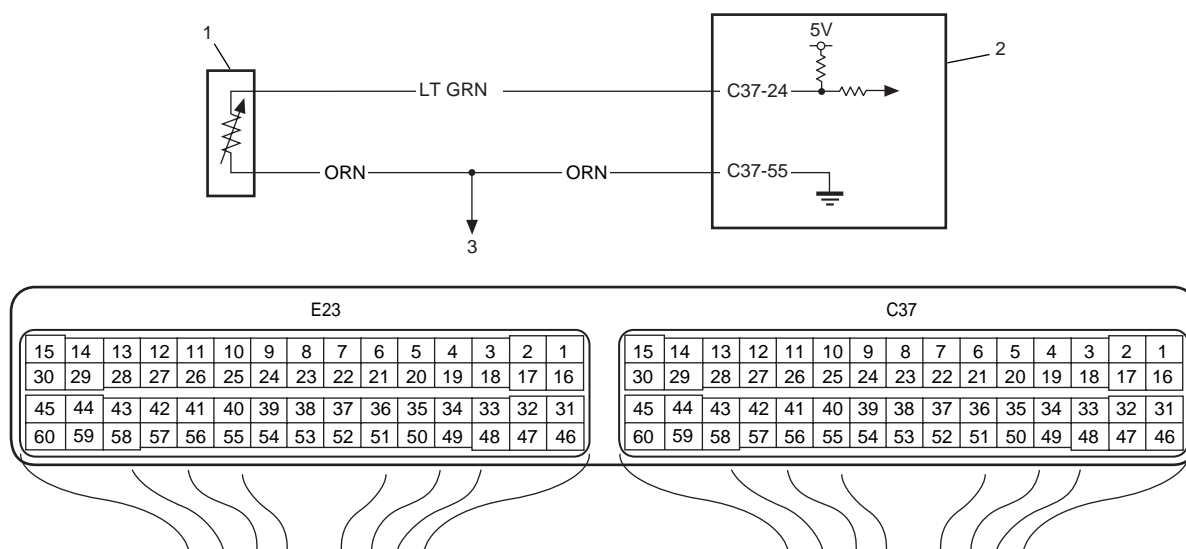 1
5V
2
LT GRN
C37-24
ORN
ORN
C37-55
3
E23
C37
15 14 13 12 11 10 9 8 7 6 5 4 3 2 1
30 29 28 27 26 25 24 23 22 21 20 19 18 17 16
45 44 43 42 41 40 39 38 37 36 35 34 33 32 31
60 59 58 57 56 55 54 53 52 51 50 49 48 47 46
15 14 13 12 11 10 9 8 7 6 5 4 3 2 1
30 29 28 27 26 25 24 23 22 21 20 19 18 17 16
45 44 43 42 41 40 39 38 37 36 35 34 33 32 31
60 59 58 57 56 55 54 53 52 51 50 49 48 47 46